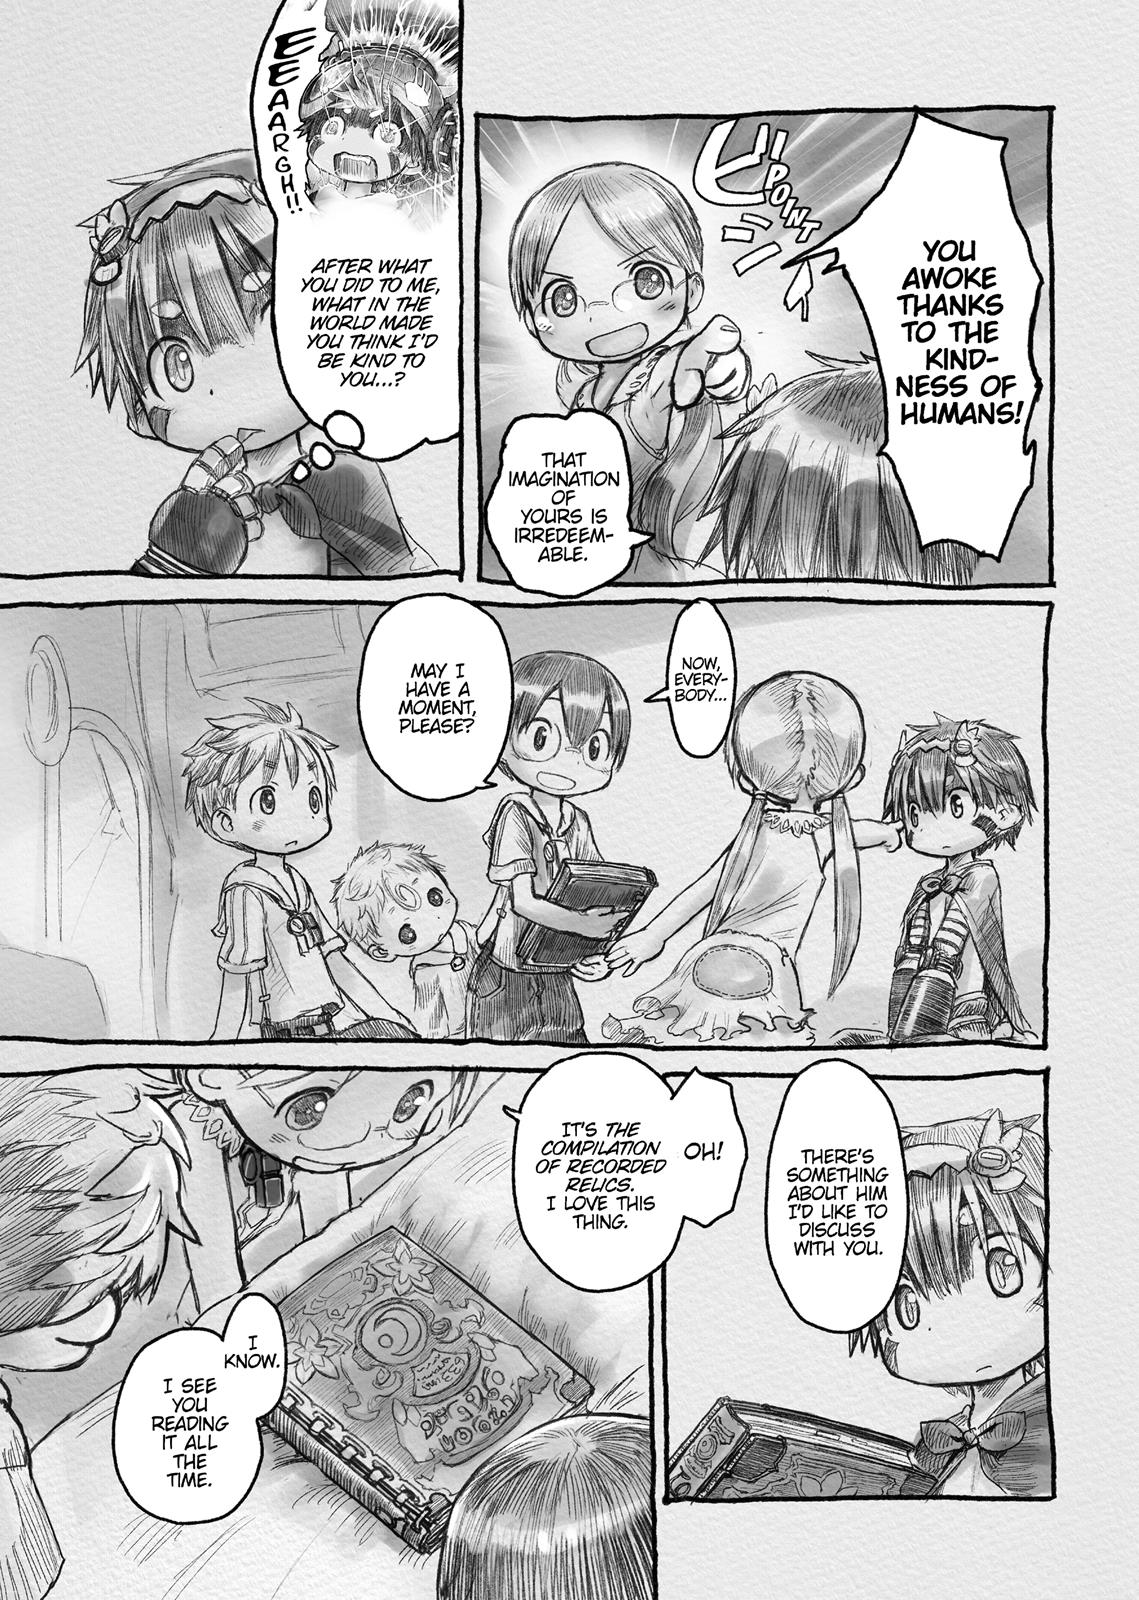 YOU
AWOKE
THANKS
TO THE
KIND-
NESS OF
HUMANS!
ビシ
POINT
THAT
IMAGINATION
OF
YOURS IS
IRREDEEM-
ABLE.
EEEAARGH!!
AFTER WHAT
YOU DID TO ME,
WHAT IN THE
WORLD MADE
YOU THINK I'D
BE KIND TO
YOU...?
NOW,
EVERY-
BODY...
MAY I
HAVE A
MOMENT,
PLEASE?
THERE'S
SOMETHING
ABOUT HIM
I'D LIKE TO
DISCUSS
WITH YOU.
OH!
IT'S THE
COMPILATION
OF RECORDED
RELICS.
I LOVE THIS
THING.
I
KNOW.
I SEE
YOU
READING
IT ALL
THE
TIME.